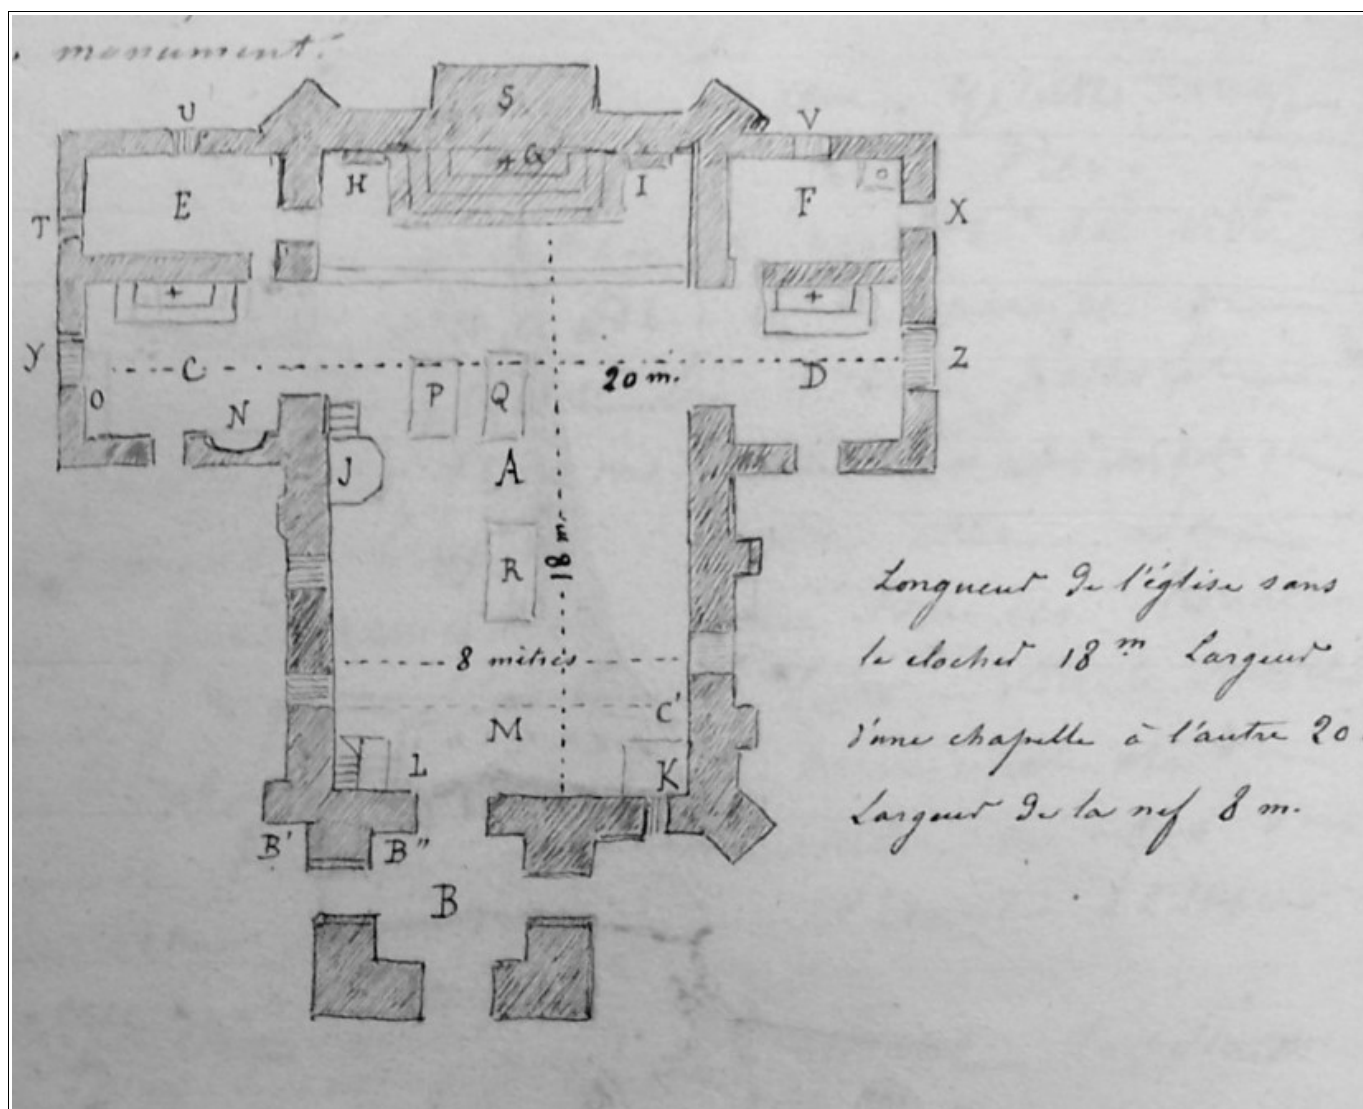 monument.
S
U
V
G
H
I
E
F
T
X
Y
C
20 m.
D
Z
O
N
P
Q
J
A
R
18 m
8 mètres
C'
M
L
K
B'
B"
B
Longueur de l'église sans
le clocher 18 m Largeur
d'une chapelle à l'autre 20
Largeur de la nef 8 m.